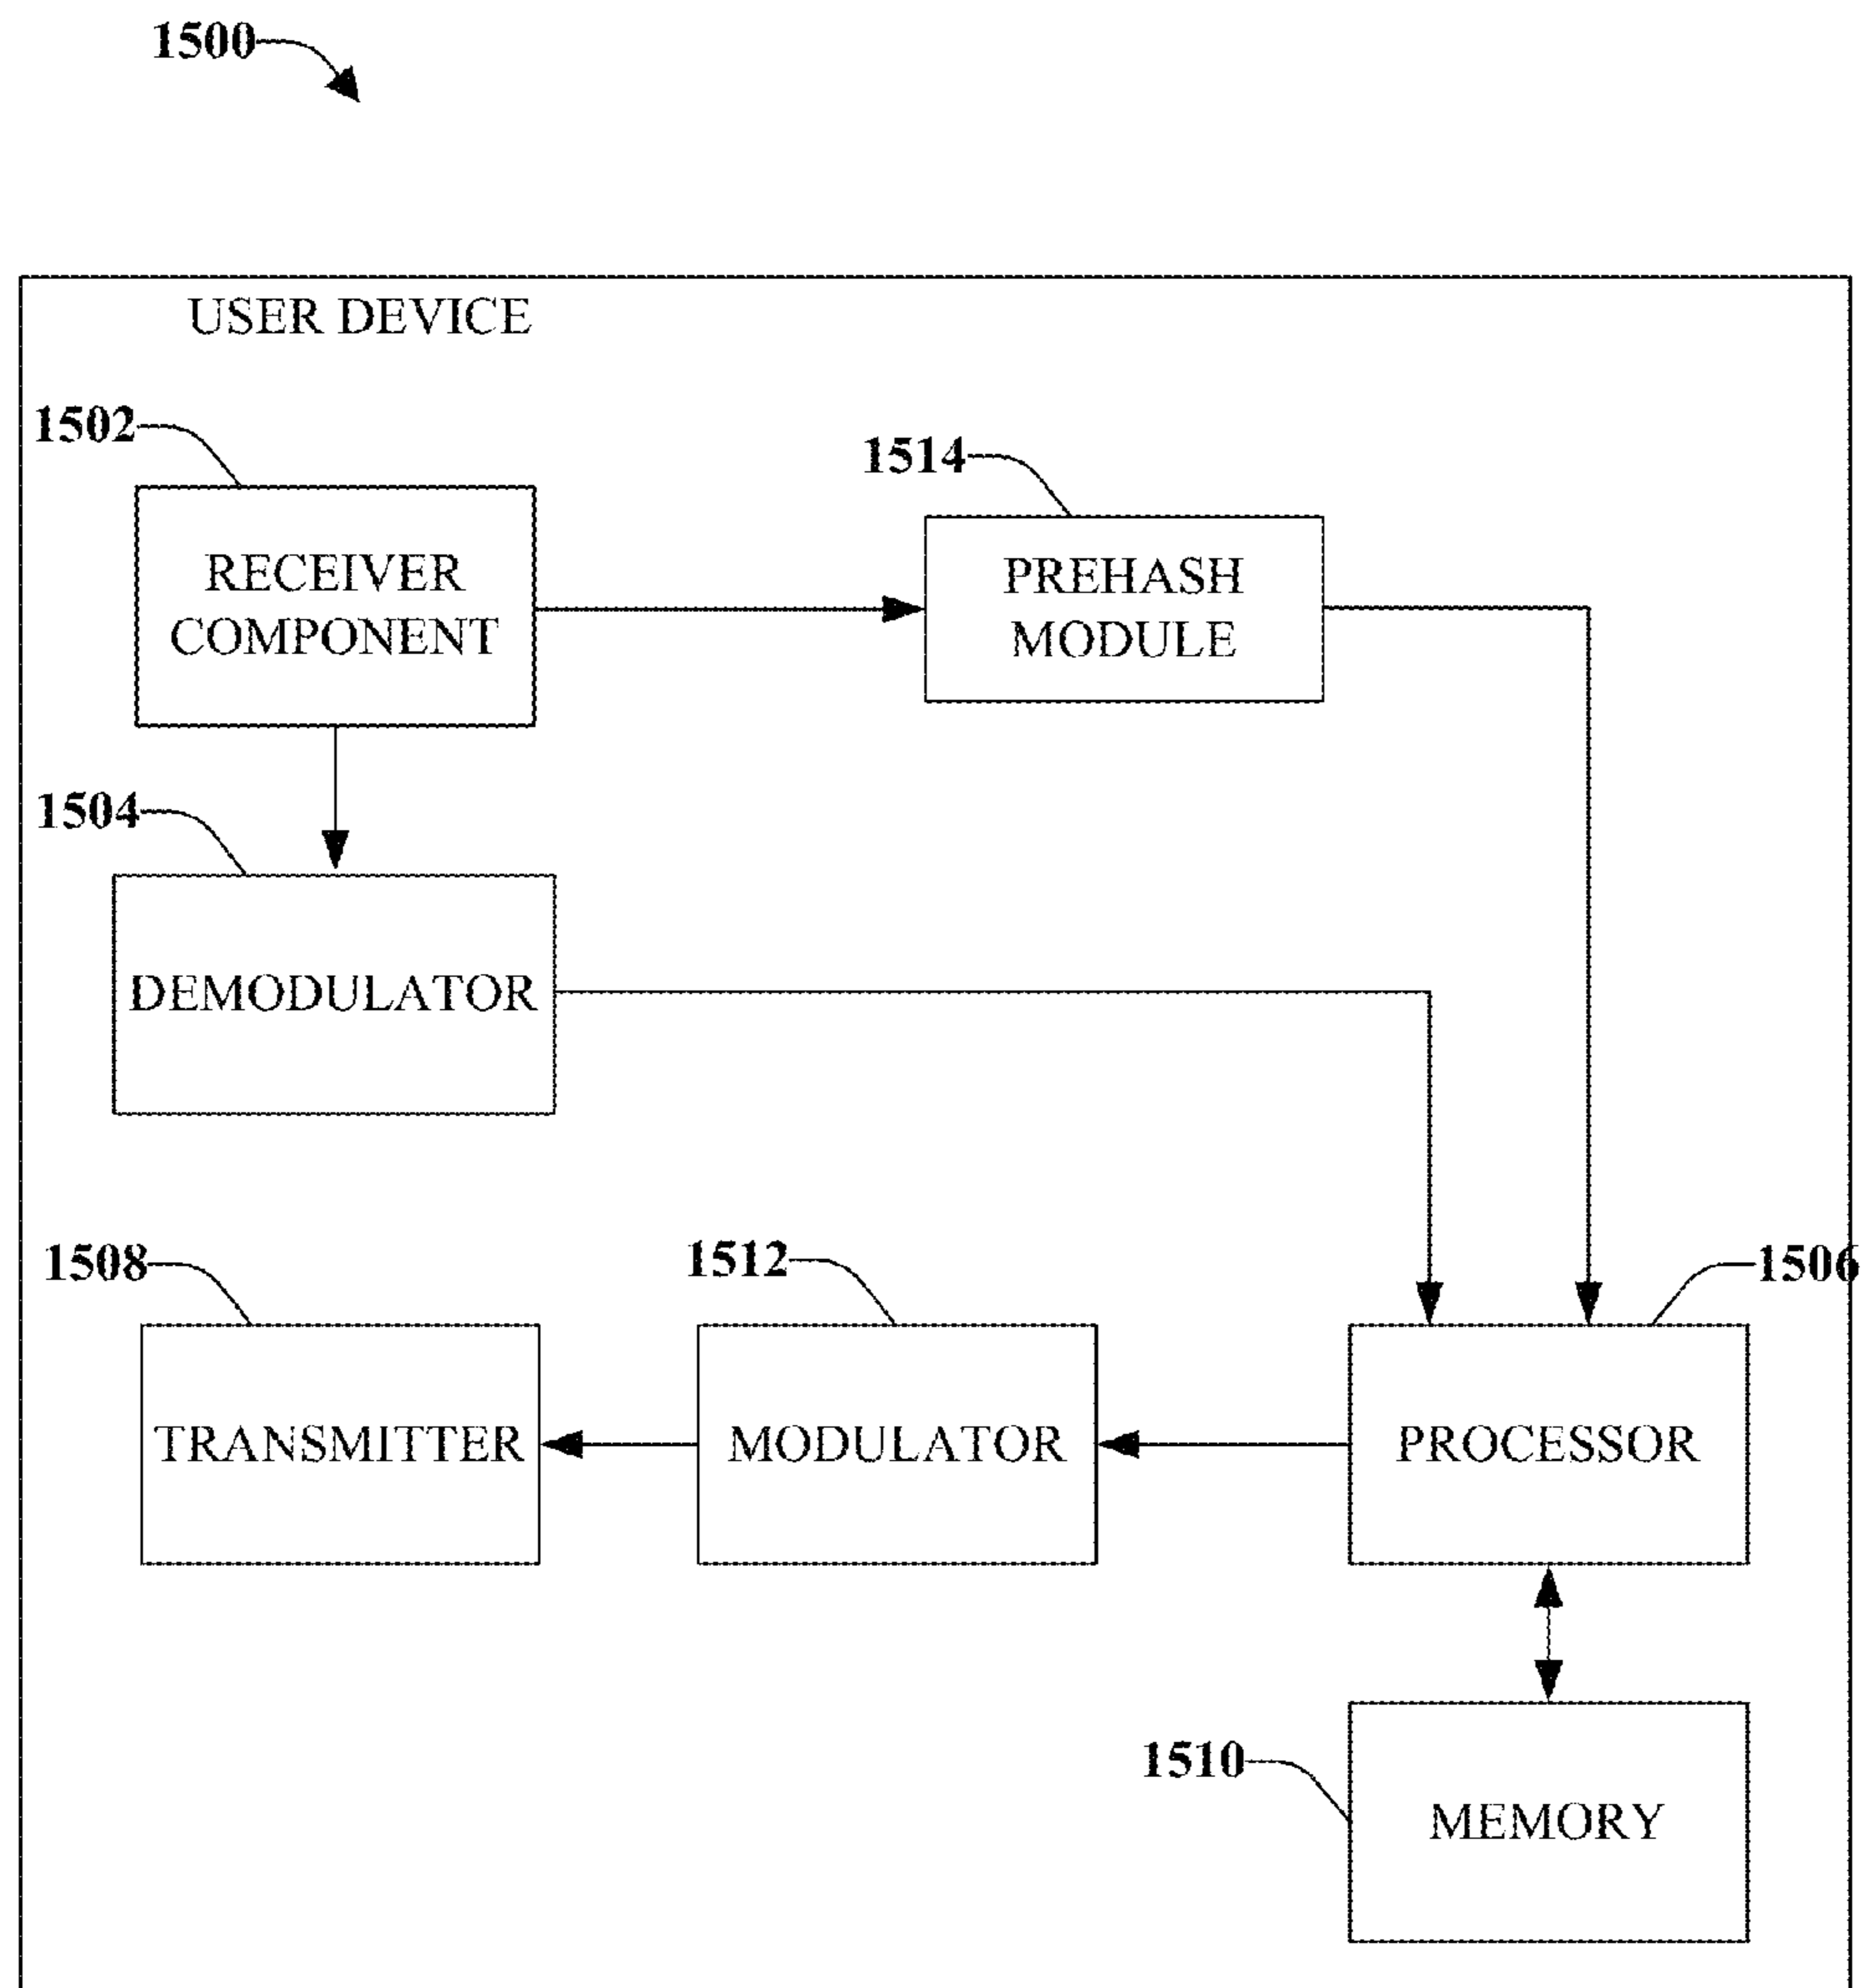 1500
USER DEVICE
1502
1514
RECEIVER
COMPONENT
PREHASH
MODULE
1504
DEMODULATOR
1508
1512
1506
TRANSMITTER
MODULATOR
PROCESSOR
1510
MEMORY